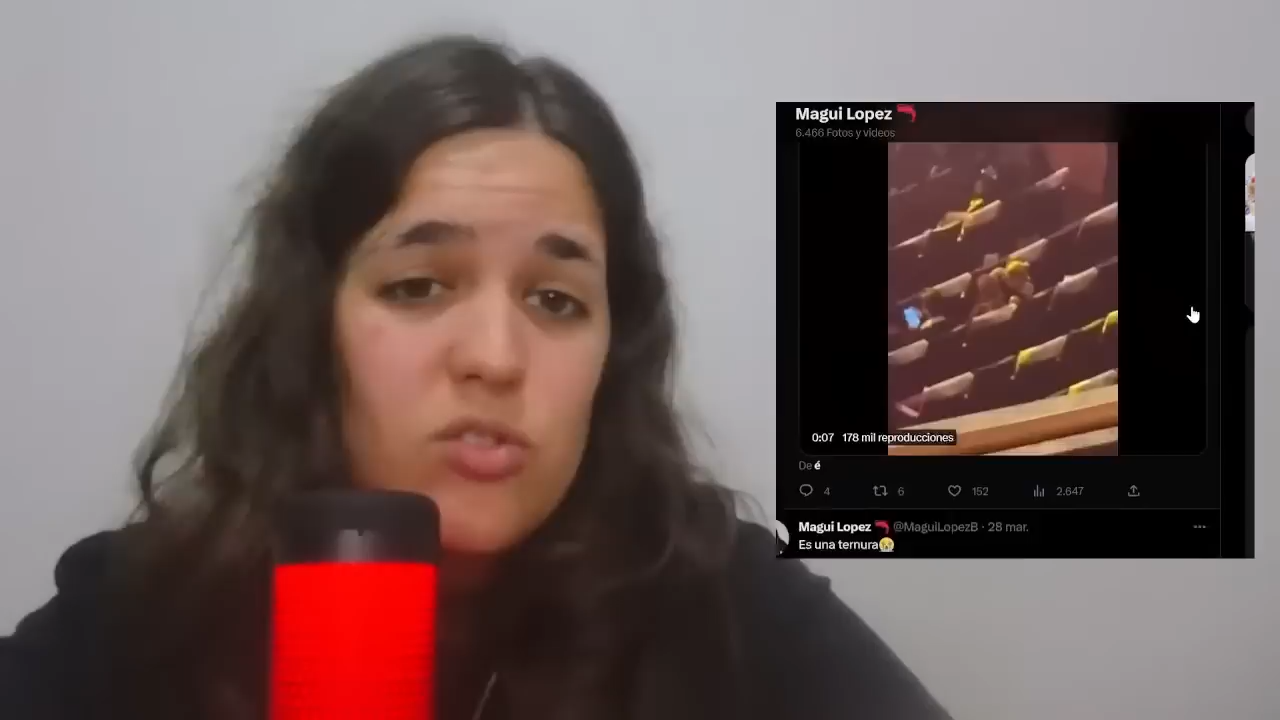 Magui Lopez
6.466 Fotos y videos
0:07 178 mil reproducciones
De é
4 6 152 2.647
Magui Lopez @MaguiLopezB · 28 mar.
Es una ternura😭